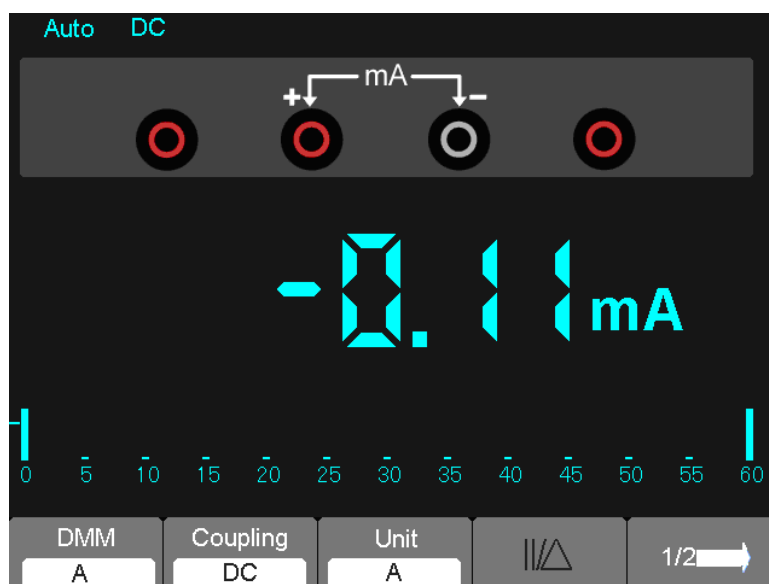 Auto DC
mA
+ -
-0.11 mA
0 5 10 15 20 25 30 35 40 45 50 55 60
DMM Coupling Unit ||/△ 1/2
A DC A